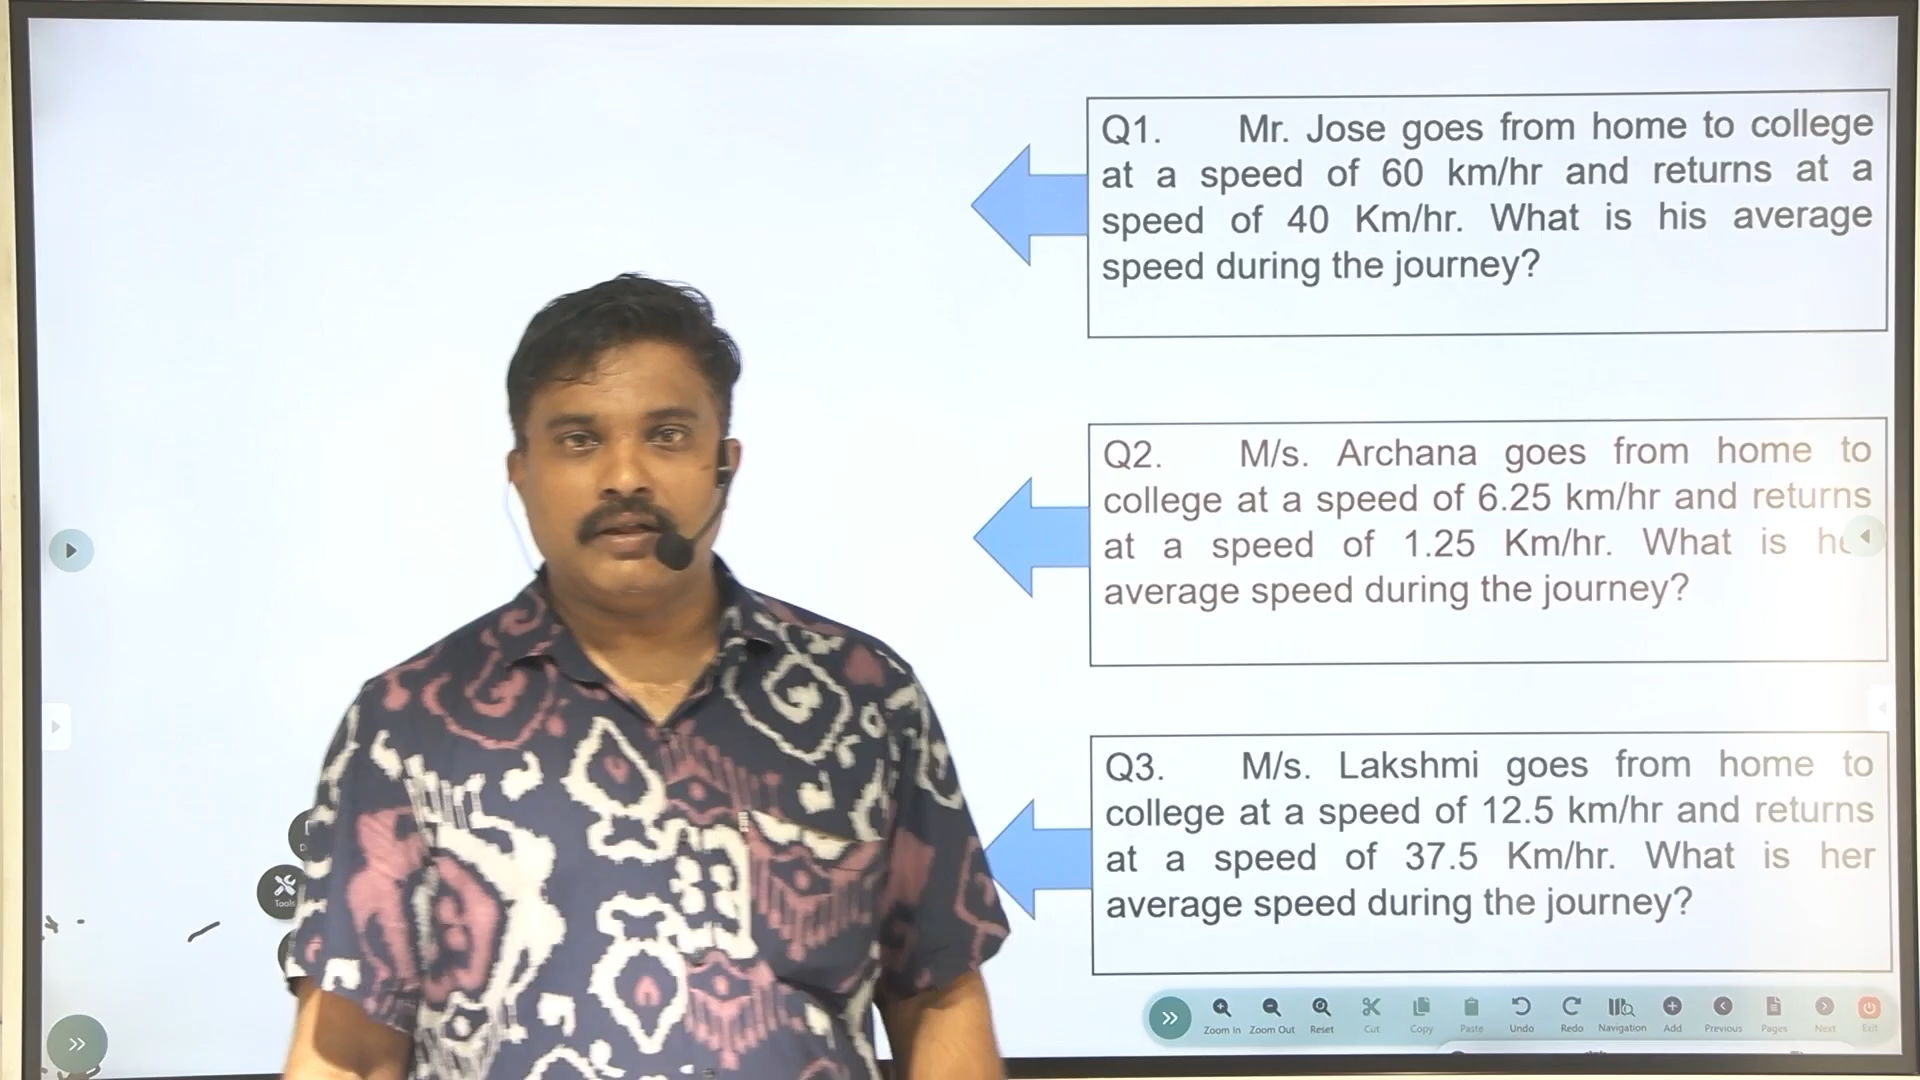 Q1. Mr. Jose goes from home to college
at a speed of 60 km/hr and returns at a
speed of 40 Km/hr. What is his average
speed during the journey?
Q2. M/s. Archana goes from home to
college at a speed of 6.25 km/hr and returns
at a speed of 1.25 Km/hr. What is
average speed during the journey?
Q3. M/s. Lakshmi goes from home to
college at a speed of 12.5 km/hr and returns
at a speed of 37.5 Km/hr. What is her
average speed during the journey?
Tools
Zoom In Zoom Out Reset Cut Copy Paste Undo Redo Navigation Add Previous Pages Next Exit